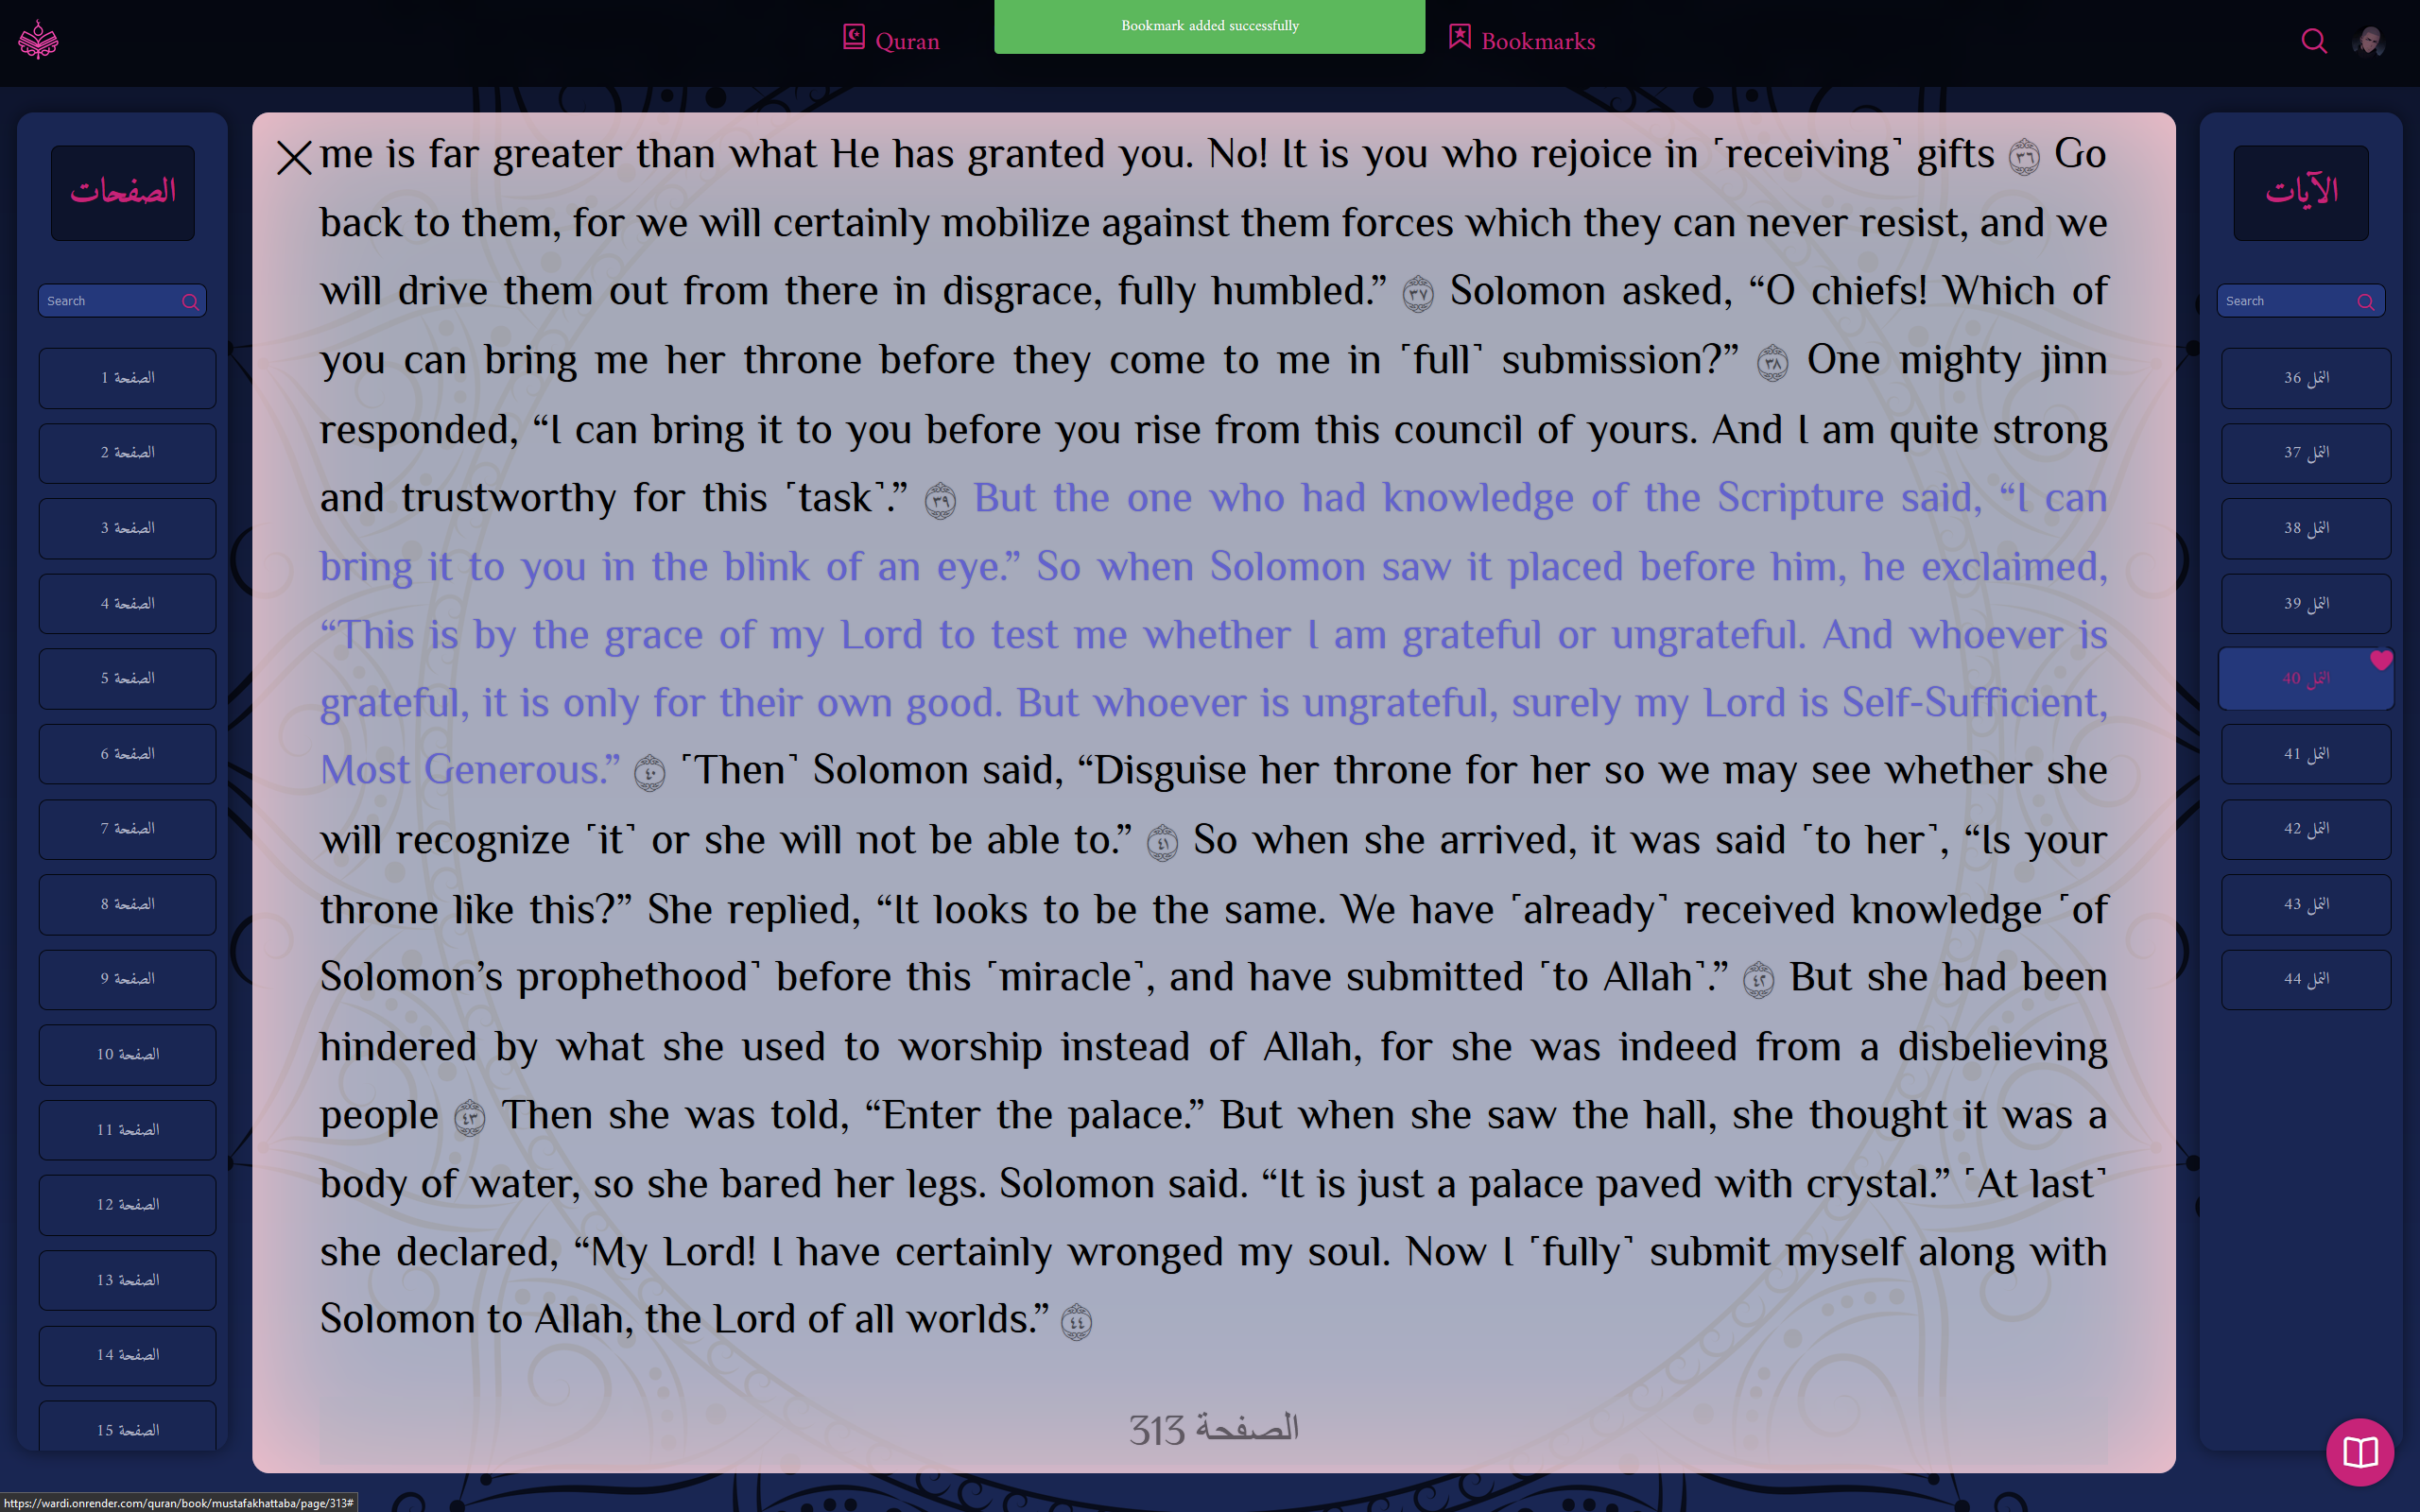 Quran
Bookmark added successfully
Bookmarks
الصفحات
Search
الصفحة 1
الصفحة 2
الصفحة 3
الصفحة 4
الصفحة 5
الصفحة 6
الصفحة 7
الصفحة 8
الصفحة 9
الصفحة 10
الصفحة 11
الصفحة 12
الصفحة 13
الصفحة 14
الصفحة 15
me is far greater than what He has granted you. No! It is you who rejoice in ˹receiving˺ gifts ٣٦ Go
back to them, for we will certainly mobilize against them forces which they can never resist, and we
will drive them out from there in disgrace, fully humbled.” ٣٧ Solomon asked, “O chiefs! Which of
you can bring me her throne before they come to me in ˹full˺ submission?” ٣٨ One mighty jinn
responded, “I can bring it to you before you rise from this council of yours. And I am quite strong
and trustworthy for this ˹task˺.” ٣٩ But the one who had knowledge of the Scripture said, “I can
bring it to you in the blink of an eye.” So when Solomon saw it placed before him, he exclaimed,
“This is by the grace of my Lord to test me whether I am grateful or ungrateful. And whoever is
grateful, it is only for their own good. But whoever is ungrateful, surely my Lord is Self-Sufficient,
Most Generous.” ٤٠ ˹Then˺ Solomon said, “Disguise her throne for her so we may see whether she
will recognize ˹it˺ or she will not be able to.” ٤١ So when she arrived, it was said ˹to her˺, “Is your
throne like this?” She replied, “It looks to be the same. We have ˹already˺ received knowledge ˹of
Solomon’s prophethood˺ before this ˹miracle˺, and have submitted ˹to Allah˺.” ٤٢ But she had been
hindered by what she used to worship instead of Allah, for she was indeed from a disbelieving
people ٤٣ Then she was told, “Enter the palace.” But when she saw the hall, she thought it was a
body of water, so she bared her legs. Solomon said. “It is just a palace paved with crystal.” ˹At last˺
she declared, “My Lord! I have certainly wronged my soul. Now I ˹fully˺ submit myself along with
Solomon to Allah, the Lord of all worlds.” ٤٤
الصفحة 313
الآيات
Search
النمل 36
النمل 37
النمل 38
النمل 39
النمل 40
النمل 41
النمل 42
النمل 43
النمل 44
https://wardi.onrender.com/quran/book/mustafakhattaba/page/313#